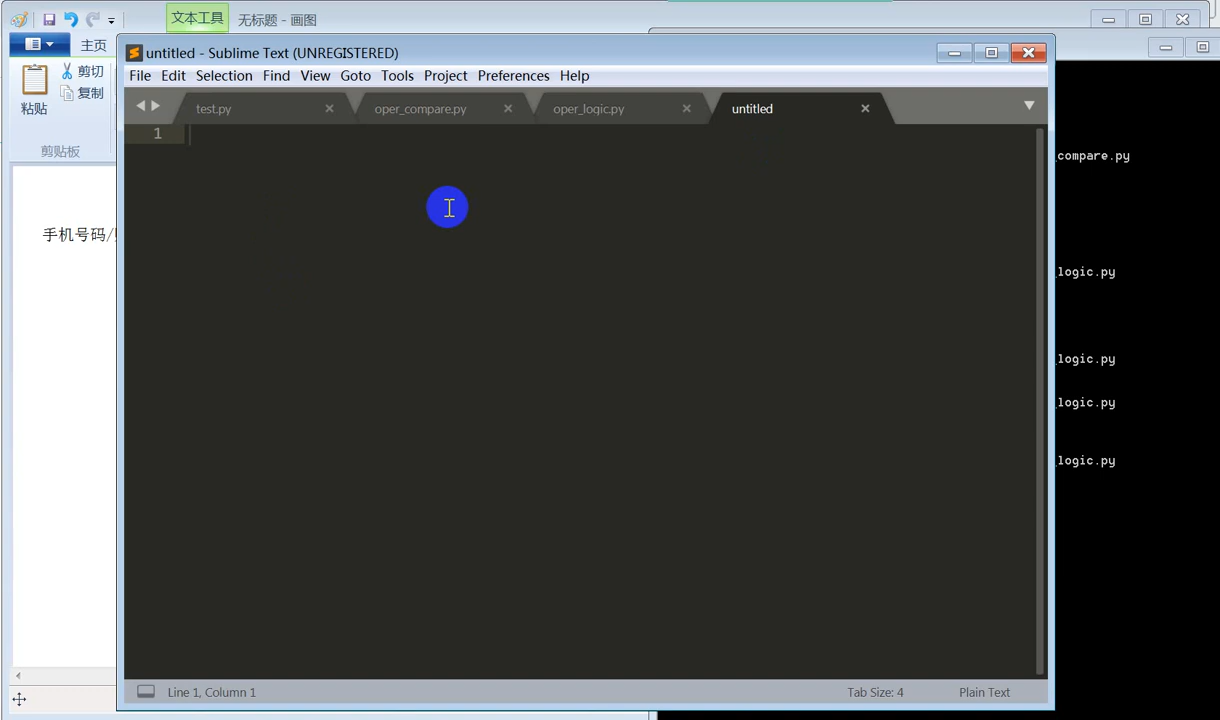 文本工具 无标题 - 画图
主页
剪切
复制
粘贴
剪贴板
手机号码/
untitled - Sublime Text (UNREGISTERED)
File Edit Selection Find View Goto Tools Project Preferences Help
test.py oper_compare.py oper_logic.py untitled
1
Line 1, Column 1 Tab Size: 4 Plain Text
compare.py
logic.py
logic.py
logic.py
logic.py